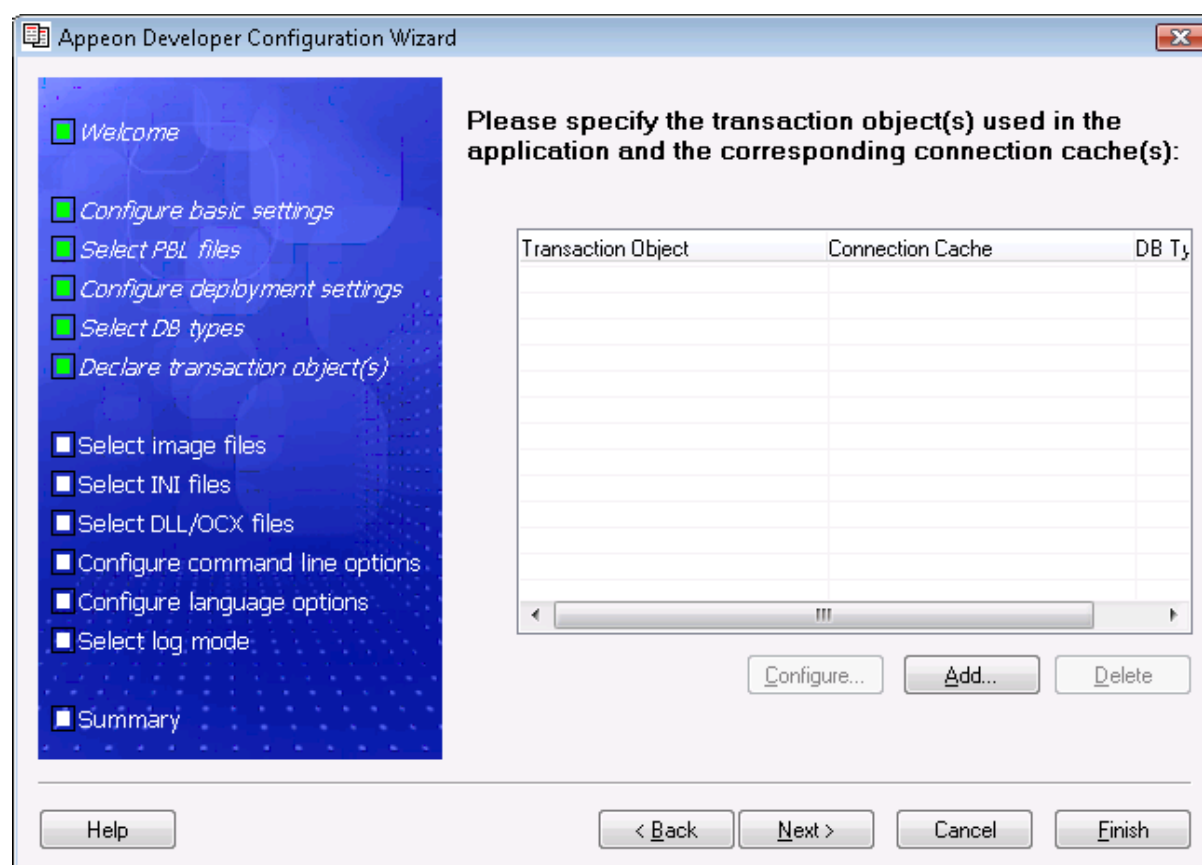 Appeon Developer Configuration Wizard
Welcome
Configure basic settings
Select PBL files
Configure deployment settings
Select DB types
Declare transaction object(s)
Select image files
Select INI files
Select DLL/OCX files
Configure command line options
Configure language options
Select log mode
Summary
Please specify the transaction object(s) used in the
application and the corresponding connection cache(s):
Transaction Object Connection Cache DB Ty
Configure... Add... Delete
Help < Back Next > Cancel Finish